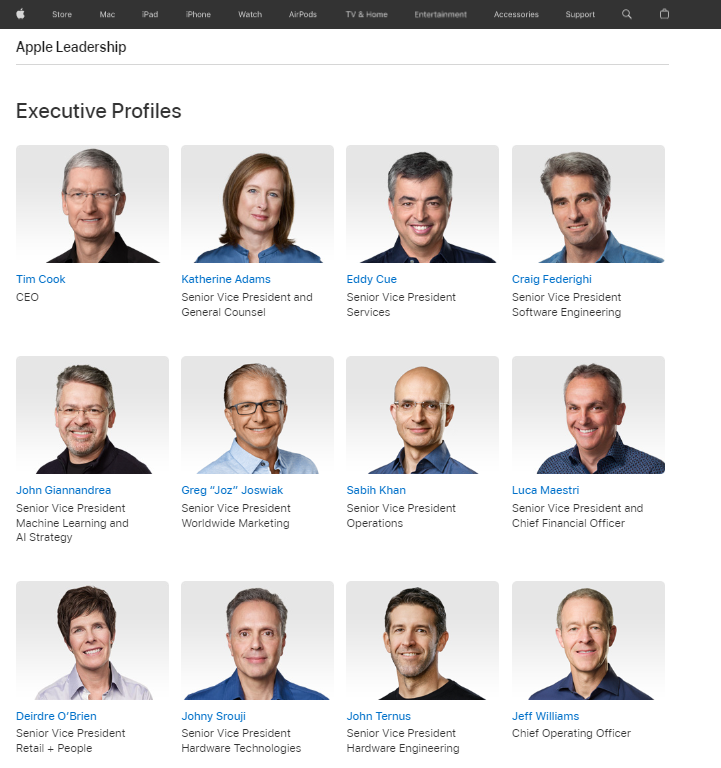 Store Mac iPad iPhone Watch AirPods TV & Home Entertainment Accessories Support
Apple Leadership
Executive Profiles
Tim Cook
CEO
Katherine Adams
Senior Vice President and
General Counsel
Eddy Cue
Senior Vice President
Services
Craig Federighi
Senior Vice President
Software Engineering
John Giannandrea
Senior Vice President
Machine Learning and
AI Strategy
Greg “Joz” Joswiak
Senior Vice President
Worldwide Marketing
Sabih Khan
Senior Vice President
Operations
Luca Maestri
Senior Vice President and
Chief Financial Officer
Deirdre O’Brien
Senior Vice President
Retail + People
Johny Srouji
Senior Vice President
Hardware Technologies
John Ternus
Senior Vice President
Hardware Engineering
Jeff Williams
Chief Operating Officer